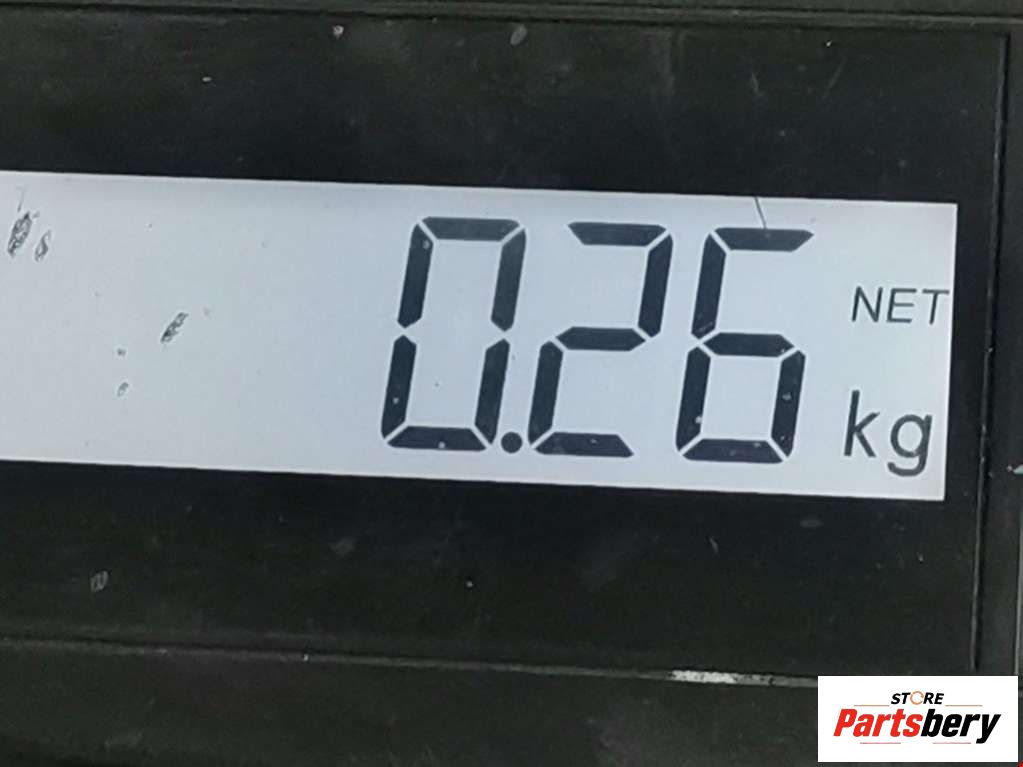 0.26
NET
kg
STORE
Partsbery